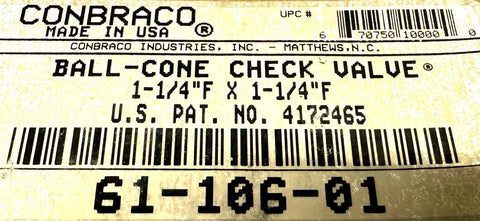 CONBRACO®
MADE IN USA
UPC #
6 70750 10000 0
CONBRACO INDUSTRIES, INC. - MATTHEWS, N.C.
BALL-CONE CHECK VALVE®
1-1/4"F X 1-1/4"F
U.S. PAT. NO. 4172465
61-106-01